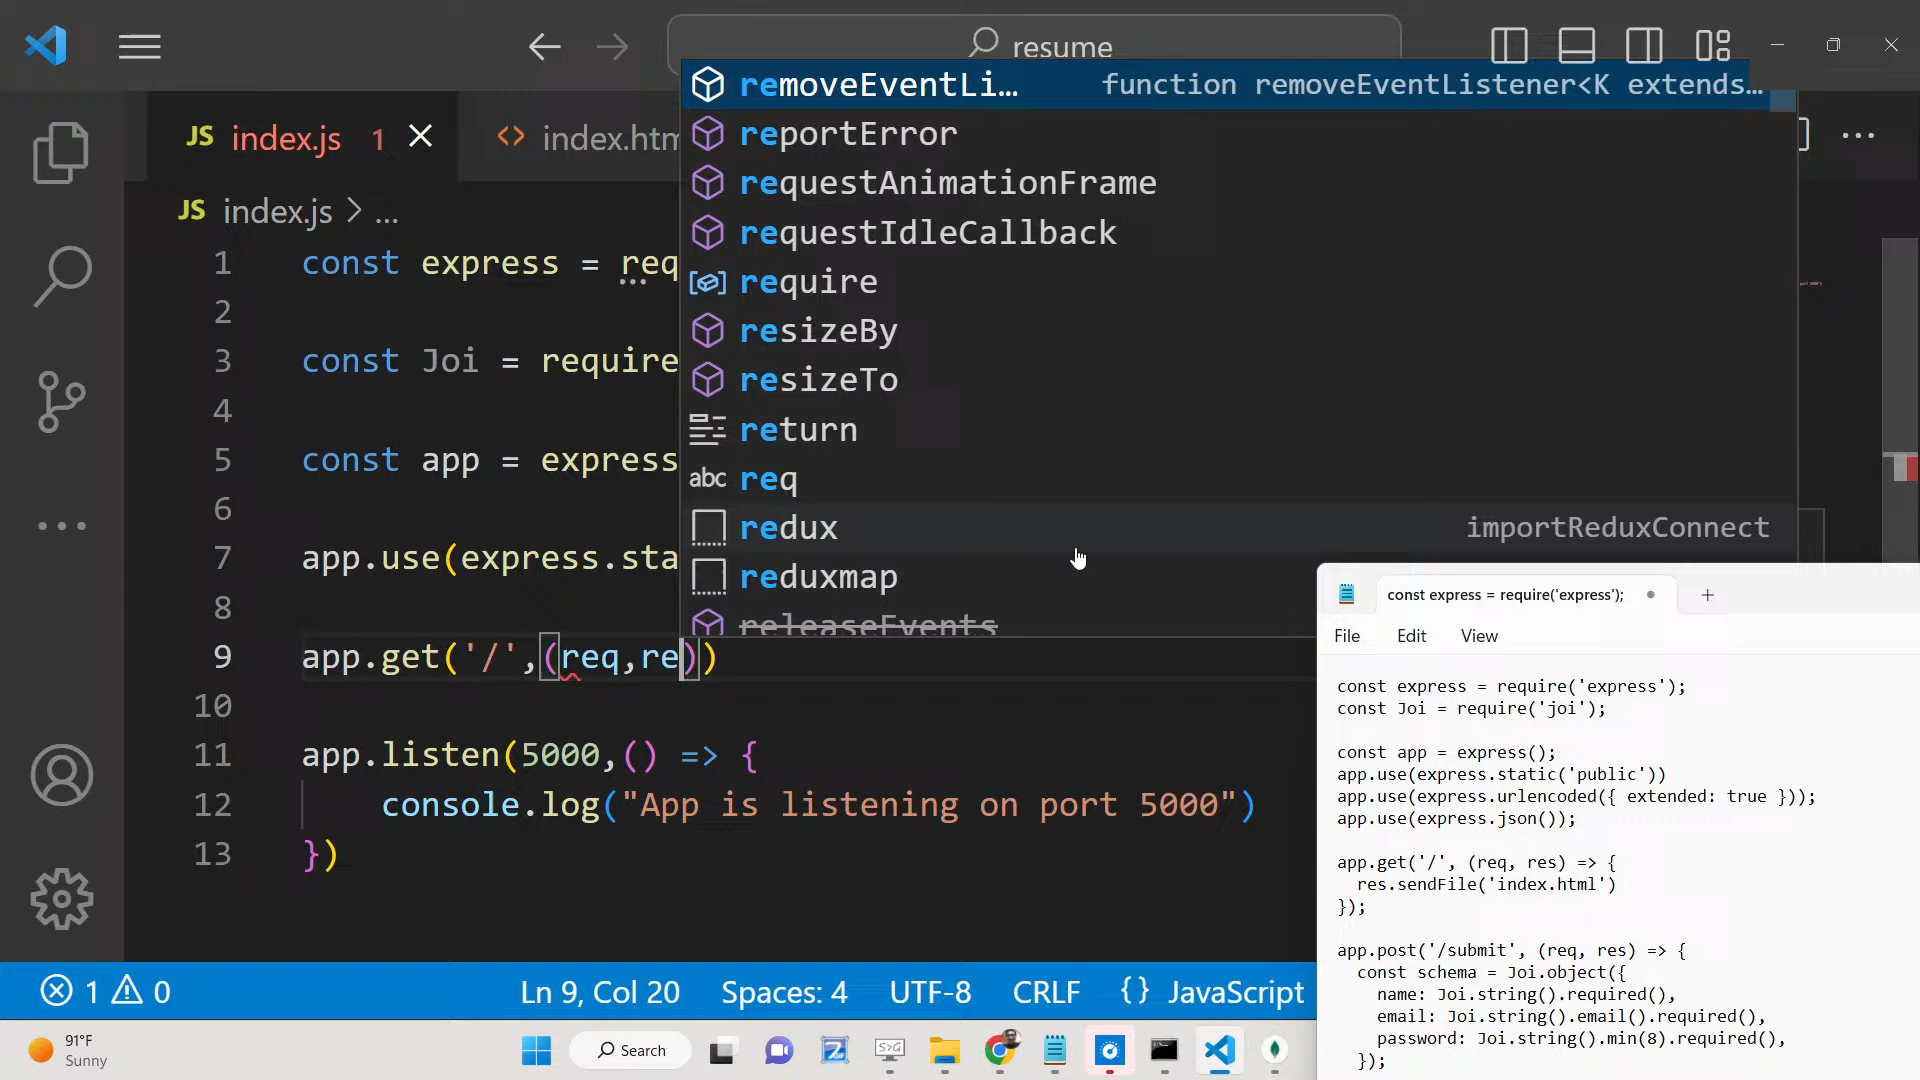 resume
JS index.js 1
index.htm
JS index.js > ...
removeEventLi... function removeEventListener<K extends...
reportError
requestAnimationFrame
requestIdleCallback
require
resizeBy
resizeTo
return
abc req
redux importReduxConnect
reduxmap
releaseEvents
1 const express = req
2
3 const Joi = require
4
5 const app = express
6
7 app.use(express.sta
8
9 app.get('/',(req,re))
10
11 app.listen(5000,() => {
12 console.log("App is listening on port 5000")
13 })
1 0 Ln 9, Col 20 Spaces: 4 UTF-8 CRLF {} JavaScript
const express = require('express');
File Edit View
const express = require('express');
const Joi = require('joi');
const app = express();
app.use(express.static('public'))
app.use(express.urlencoded({ extended: true }));
app.use(express.json());
app.get('/', (req, res) => {
res.sendFile('index.html')
});
app.post('/submit', (req, res) => {
const schema = Joi.object({
name: Joi.string().required(),
email: Joi.string().email().required(),
password: Joi.string().min(8).required(),
});
91°F
Sunny
Search